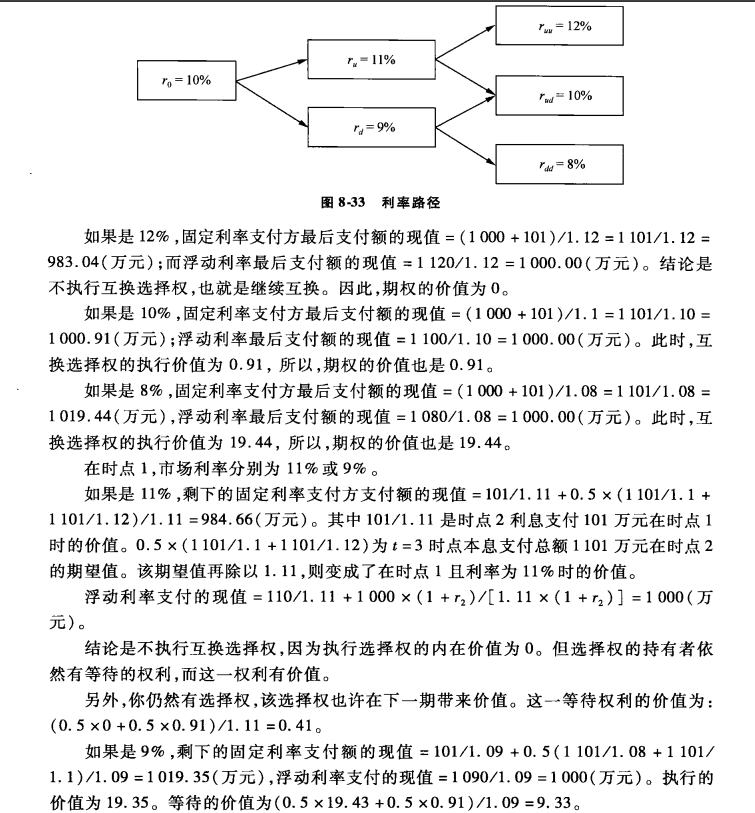 r₀ = 10%
rᵤ = 11%
r_d = 9%
rᵤᵤ = 12%
r_ud = 10%
r_dd = 8%
图 8-33 利率路径
如果是 12%,固定利率支付方最后支付额的现值 = (1 000 + 101)/1. 12 = 1 101/1. 12 =
983. 04(万元);而浮动利率最后支付额的现值 = 1 120/1. 12 = 1 000. 00(万元)。结论是
不执行互换选择权,也就是继续互换。因此,期权的价值为 0。
如果是 10%,固定利率支付方最后支付额的现值 = (1 000 + 101)/1. 1 = 1 101/1. 10 =
1 000. 91(万元);浮动利率最后支付额的现值 = 1 100/1. 10 = 1 000. 00(万元)。此时,互
换选择权的执行价值为 0. 91, 所以,期权的价值也是 0. 91。
如果是 8%,固定利率支付方最后支付额的现值 = (1 000 + 101)/1. 08 = 1 101/1. 08 =
1 019. 44(万元),浮动利率最后支付额的现值 = 1 080/1. 08 = 1 000. 00(万元)。此时,互
换选择权的执行价值为 19. 44, 所以,期权的价值也是 19. 44。
在时点 1,市场利率分别为 11% 或 9% 。
如果是 11%,剩下的固定利率支付方支付额的现值 = 101/1. 11 + 0. 5 × (1 101/1. 1 +
1 101/1. 12)/1. 11 = 984. 66(万元)。其中 101/1. 11 是时点 2 利息支付 101 万元在时点 1
时的价值。0. 5 × (1 101/1. 1 + 1 101/1. 12)为 t = 3 时点本息支付总额 1 101 万元在时点 2
的期望值。该期望值再除以 1. 11,则变成了在时点 1 且利率为 11% 时的价值。
浮动利率支付的现值 = 110/1. 11 + 1 000 × (1 + r₂)/[1. 11 × (1 + r₂)] = 1 000(万
元)。
结论是不执行互换选择权,因为执行选择权的内在价值为 0。但选择权的持有者依
然有等待的权利,而这一权利有价值。
另外,你仍然有选择权,该选择权也许在下一期带来价值。这一等待权利的价值为:
(0. 5 × 0 + 0. 5 × 0. 91)/1. 11 = 0. 41。
如果是 9%,剩下的固定利率支付额的现值 = 101/1. 09 + 0. 5(1 101/1. 08 + 1 101/
1. 1)/1. 09 = 1 019. 35(万元),浮动利率支付的现值 = 1 090/1. 09 = 1 000(万元)。执行的
价值为 19. 35。等待的价值为(0. 5 × 19. 43 + 0. 5 × 0. 91)/1. 09 = 9. 33。